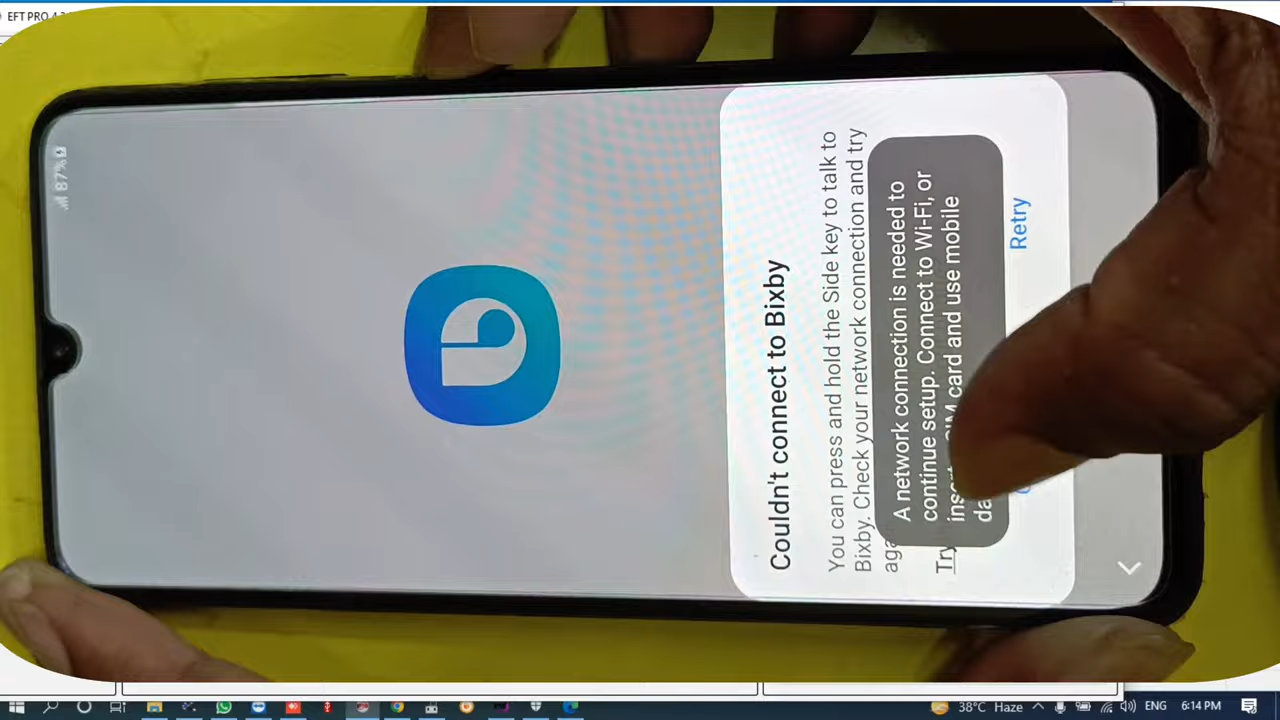 EFT PRO
87%
Couldn't connect to Bixby
You can press and hold the Side key to talk to
Bixby. Check your network connection and try
A network connection is needed to
continue setup. Connect to Wi-Fi, or
SIM card and use mobile
Retry
38°C Haze
ENG
6:14 PM